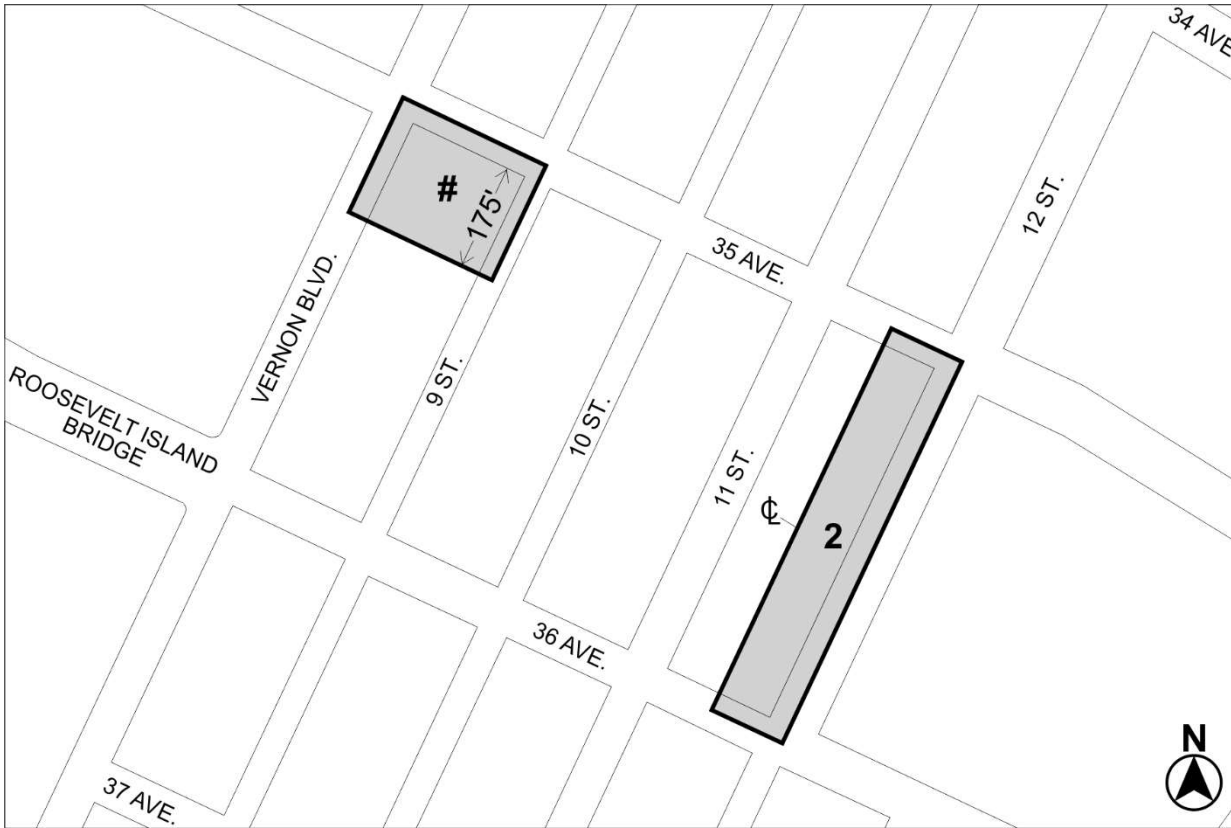 34 AVE
#
175'
12 ST.
35 AVE.
VERNON BLVD.
ROOSEVELT ISLAND
BRIDGE
9 ST.
10 ST.
11 ST.
℄
2
36 AVE.
37 AVE.
N